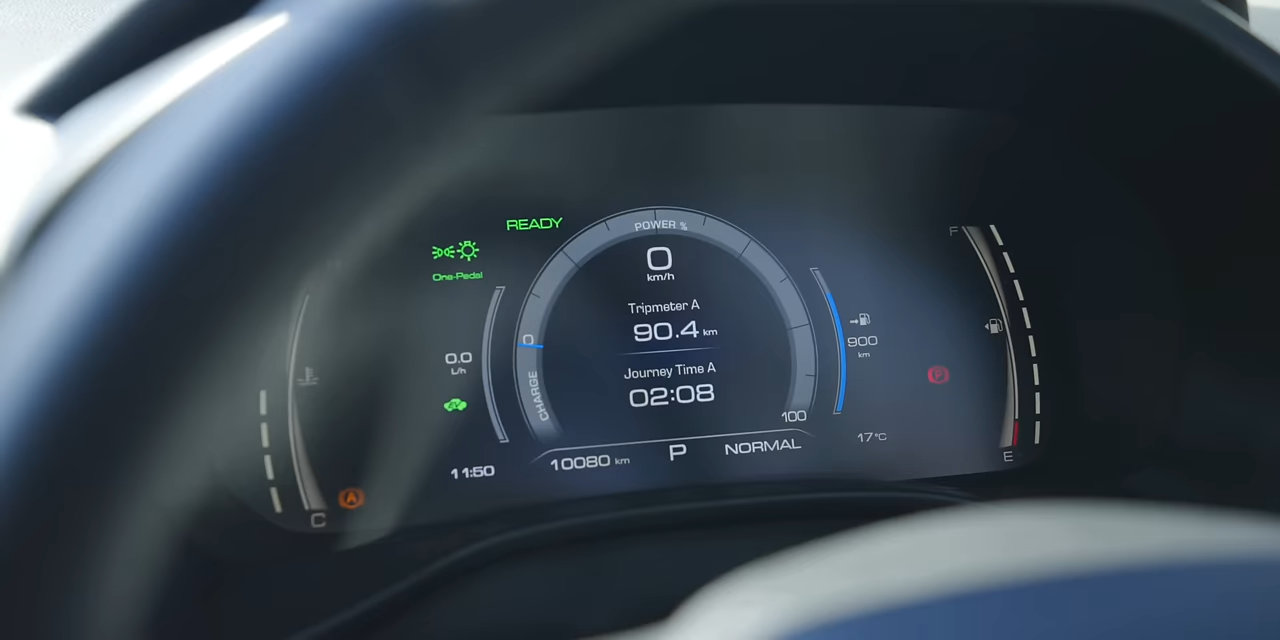 READY
POWER %
One-Pedal
0
km/h
F
Tripmeter A
90.4 km
900
km
0
0.0
L/h
EV
P
Journey Time A
02:08
CHARGE
100
17°C
NORMAL
P
10080 km
11:50
E
A
C